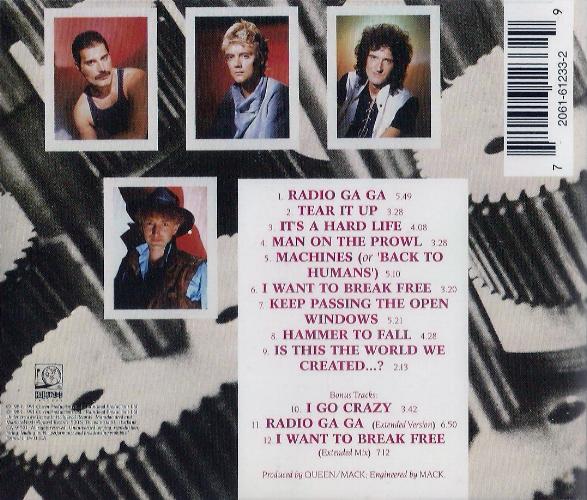 1. RADIO GA GA 5.49
2. TEAR IT UP 3.28
3. IT'S A HARD LIFE 4.08
4. MAN ON THE PROWL 3.28
5. MACHINES (or 'BACK TO
HUMANS') 5.10
6. I WANT TO BREAK FREE 3.20
7. KEEP PASSING THE OPEN
WINDOWS 5.21
8. HAMMER TO FALL 4.28
9. IS THIS THE WORLD WE
CREATED...? 2.13
Bonus Tracks:
10. I GO CRAZY 3.42
11. RADIO GA GA (Extended Version) 6.50
12. I WANT TO BREAK FREE
(Extended Mix) 7.12
Produced by QUEEN/MACK; Engineered by MACK.
7 2061-61233-2 9